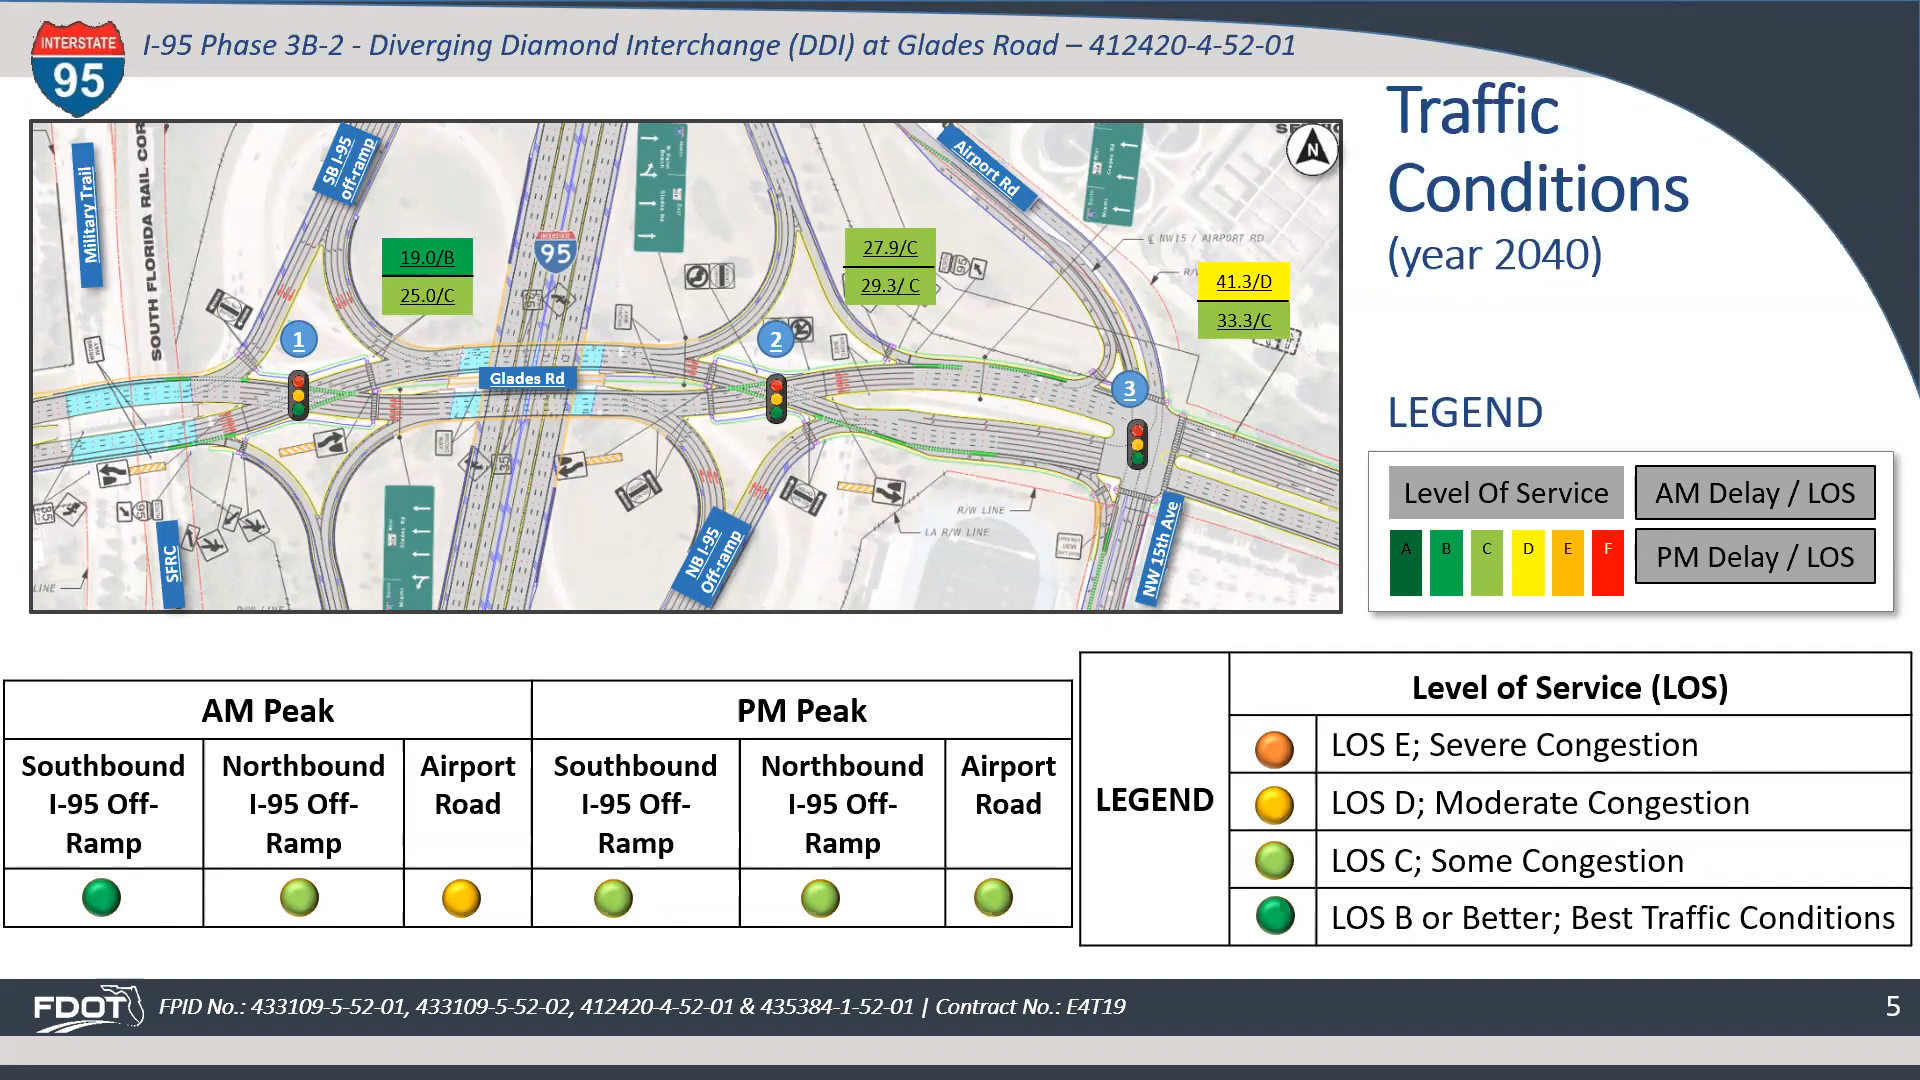 INTERSTATE
95
I-95 Phase 3B-2 - Diverging Diamond Interchange (DDI) at Glades Road – 412420-4-52-01
Traffic
Conditions
(year 2040)
Military Trail
SOUTH FLORIDA RAIL COR
SB I-95
off-ramp
19.0/B
25.0/C
INTERSTATE
95
27.9/C
29.3/ C
Airport Rd
N
℄ NW15 / AIRPORT RD
41.3/D
33.3/C
1
2
3
Glades Rd
SFRC
NB I-95
Off-ramp
R/W LINE
LA R/W LINE
NW 15th Ave
LINE
LEGEND
Level Of Service
A B C D E F
AM Delay / LOS
PM Delay / LOS
AM Peak
PM Peak
Southbound
I-95 Off-
Ramp
Northbound
I-95 Off-
Ramp
Airport
Road
Southbound
I-95 Off-
Ramp
Northbound
I-95 Off-
Ramp
Airport
Road
LEGEND
Level of Service (LOS)
LOS E; Severe Congestion
LOS D; Moderate Congestion
LOS C; Some Congestion
LOS B or Better; Best Traffic Conditions
FDOT
FPID No.: 433109-5-52-01, 433109-5-52-02, 412420-4-52-01 & 435384-1-52-01 | Contract No.: E4T19
5